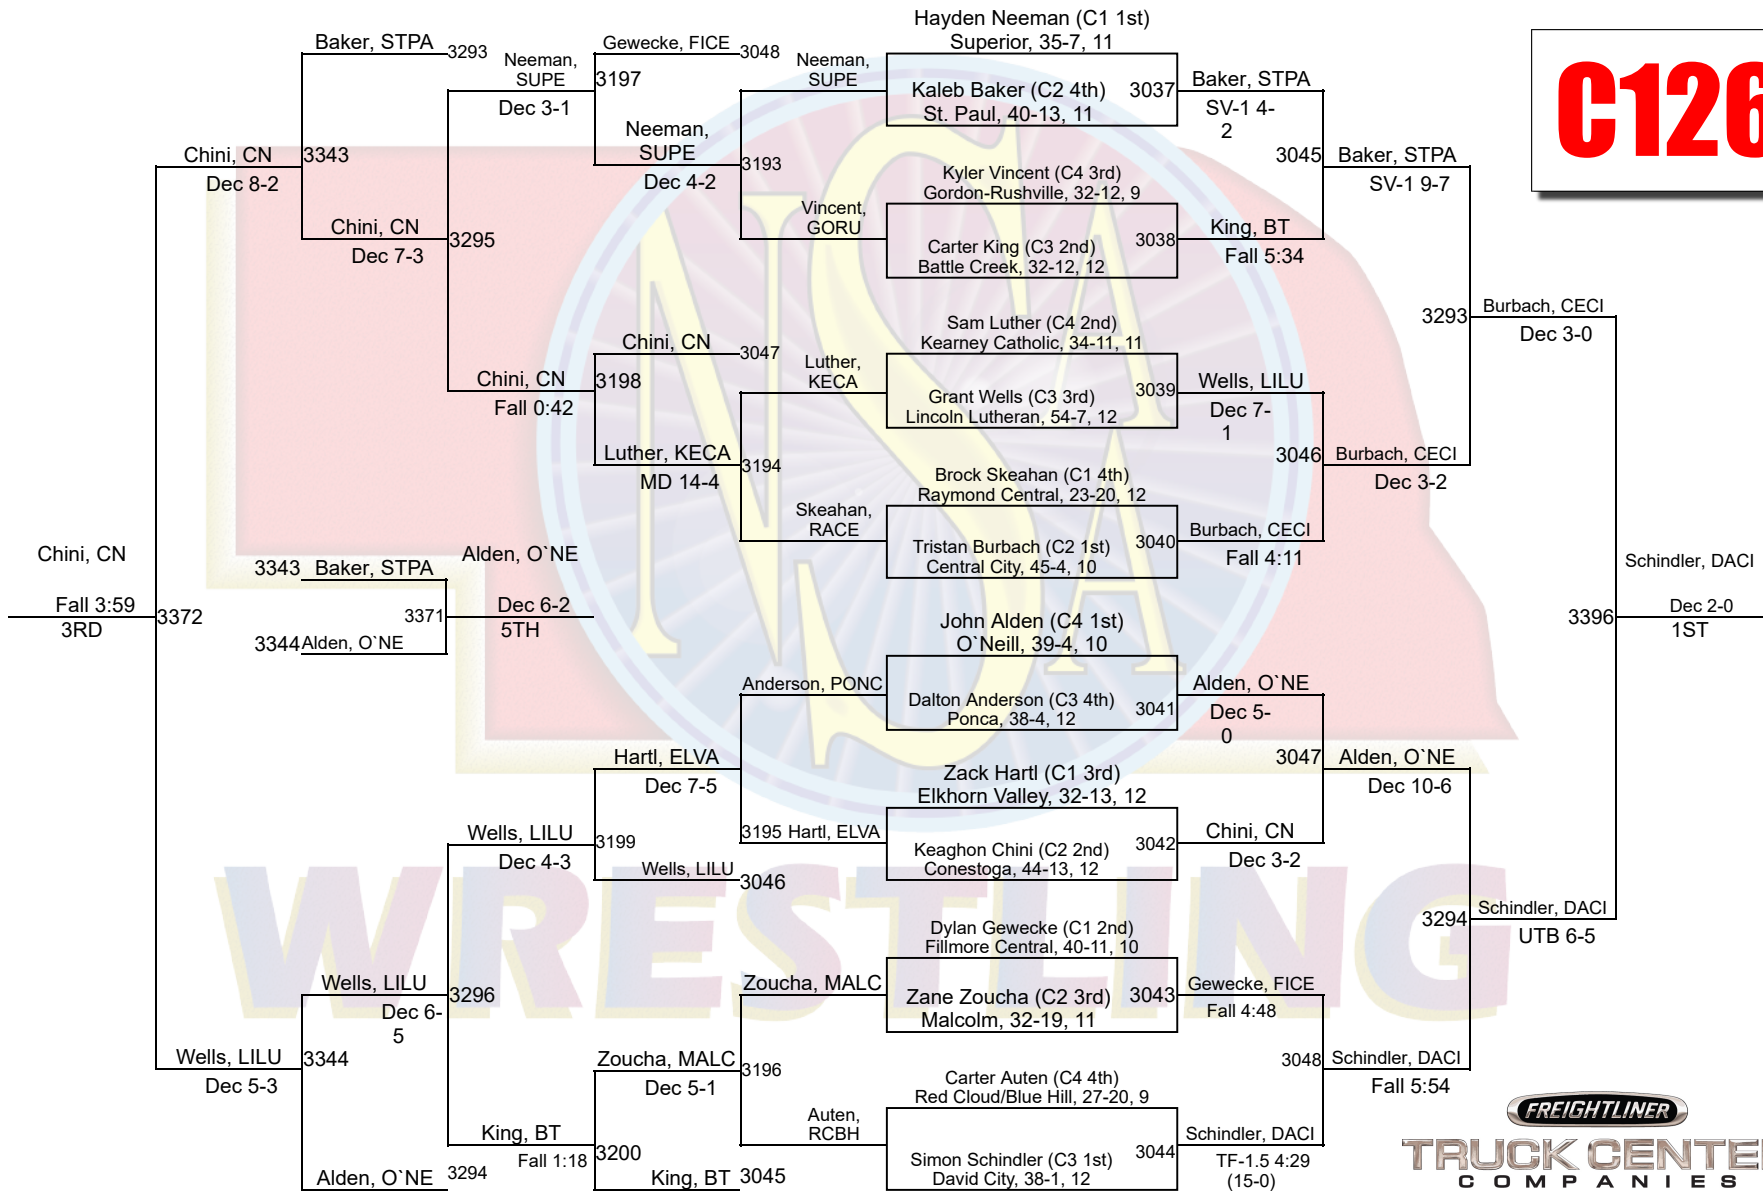 Hayden Neeman (C1 1st)
Superior, 35-7, 11
Kaleb Baker (C2 4th)
St. Paul, 40-13, 11
3037
Baker, STPA
SV-1 4-
2
Kyler Vincent (C4 3rd)
Gordon-Rushville, 32-12, 9
Carter King (C3 2nd)
Battle Creek, 32-12, 12
3038
King, BT
Fall 5:34
Sam Luther (C4 2nd)
Kearney Catholic, 34-11, 11
Grant Wells (C3 3rd)
Lincoln Lutheran, 54-7, 12
3039
Wells, LILU
Dec 7-
1
Brock Skeahan (C1 4th)
Raymond Central, 23-20, 12
Tristan Burbach (C2 1st)
Central City, 45-4, 10
3040
Burbach, CECI
Fall 4:11
John Alden (C4 1st)
O`Neill, 39-4, 10
Dalton Anderson (C3 4th)
Ponca, 38-4, 12
3041
Alden, O`NE
Dec 5-
0
Zack Hartl (C1 3rd)
Elkhorn Valley, 32-13, 12
Keaghon Chini (C2 2nd)
Conestoga, 44-13, 12
3042
Chini, CN
Dec 3-2
Dylan Gewecke (C1 2nd)
Fillmore Central, 40-11, 10
Zane Zoucha (C2 3rd)
Malcolm, 32-19, 11
3043
Gewecke, FICE
Fall 4:48
Carter Auten (C4 4th)
Red Cloud/Blue Hill, 27-20, 9
Simon Schindler (C3 1st)
David City, 38-1, 12
3044
Schindler, DACI
TF-1.5 4:29
(15-0)
3045
Baker, STPA
SV-1 9-7
3046
Burbach, CECI
Dec 3-2
3047
Alden, O`NE
Dec 10-6
3048
Schindler, DACI
Fall 5:54
3293
Burbach, CECI
Dec 3-0
3294
Schindler, DACI
UTB 6-5
3396
Schindler, DACI
Dec 2-0
1ST
Neeman,
SUPE
Vincent,
GORU
3193
Neeman,
SUPE
Dec 4-2
Luther,
KECA
Skeahan,
RACE
3194
Luther, KECA
MD 14-4
Anderson, PONC
3195
Hartl, ELVA
Hartl, ELVA
Dec 7-5
Zoucha, MALC
Auten,
RCBH
3196
Zoucha, MALC
Dec 5-1
Gewecke, FICE
3048
3197
Neeman,
SUPE
Dec 3-1
Chini, CN
3047
3198
Chini, CN
Fall 0:42
Wells, LILU
3046
3199
Wells, LILU
Dec 4-3
King, BT
3045
3200
King, BT
Fall 1:18
3295
Chini, CN
Dec 7-3
3296
Wells, LILU
Dec 6-
5
Baker, STPA
3293
3343
Chini, CN
Dec 8-2
Alden, O`NE
3294
3344
Wells, LILU
Dec 5-3
3372
Chini, CN
Fall 3:59
3RD
3343
Baker, STPA
3344
Alden, O`NE
3371
Alden, O`NE
Dec 6-2
5TH
C126
NSAA
WRESTLING
FREIGHTLINER
TRUCK CENTE
COMPANIES